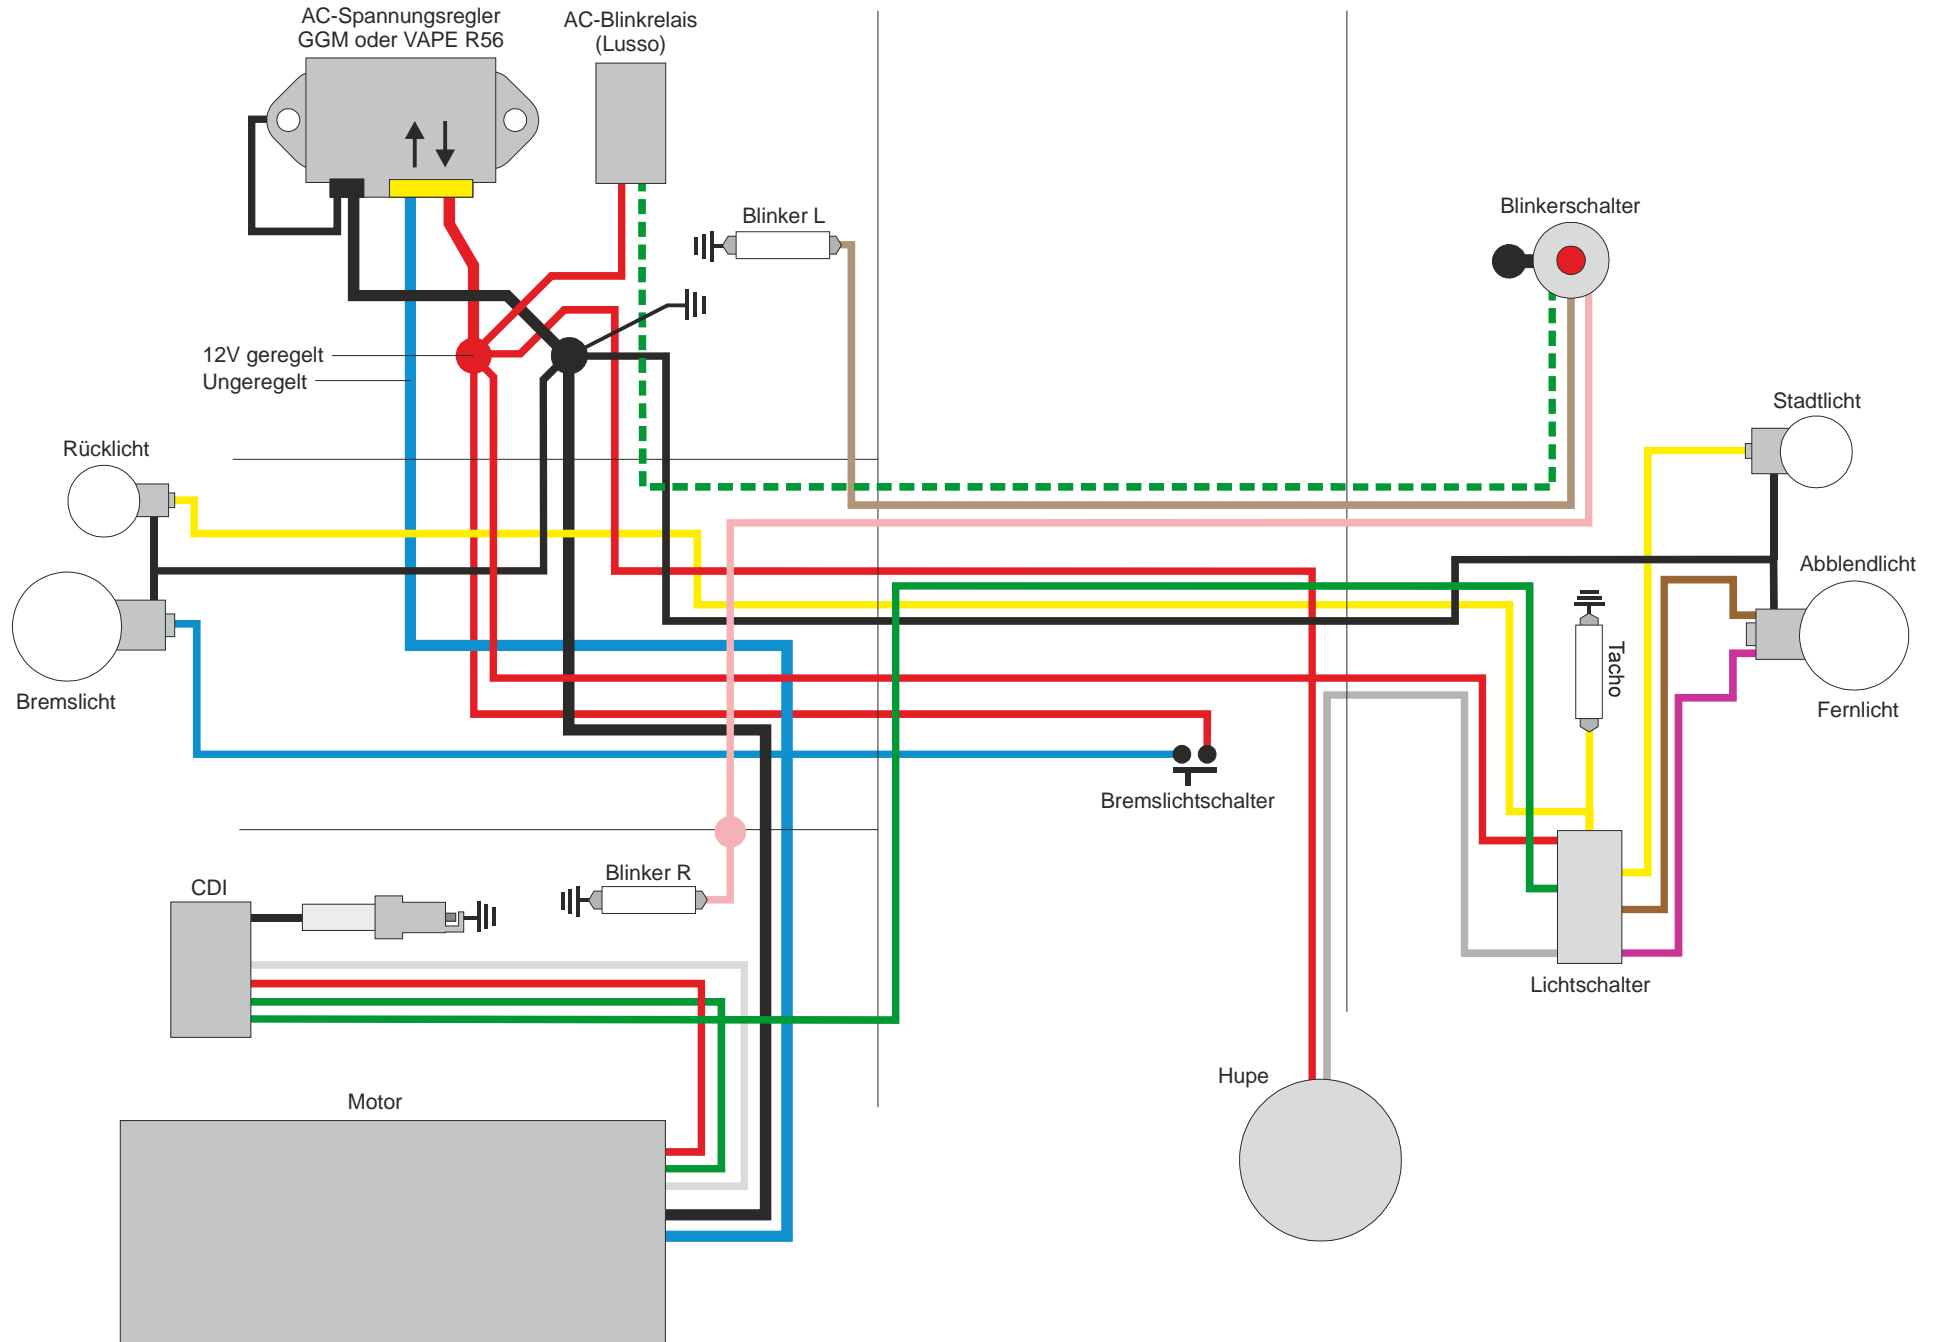 AC-Spannungsregler
GGM oder VAPE R56
AC-Blinkrelais
(Lusso)
Blinker L
Blinkerschalter
12V geregelt
Ungeregelt
Stadtlicht
Rücklicht
Abblendlicht
Tacho
Bremslicht
Fernlicht
Bremslichtschalter
Blinker R
CDI
Lichtschalter
Hupe
Motor